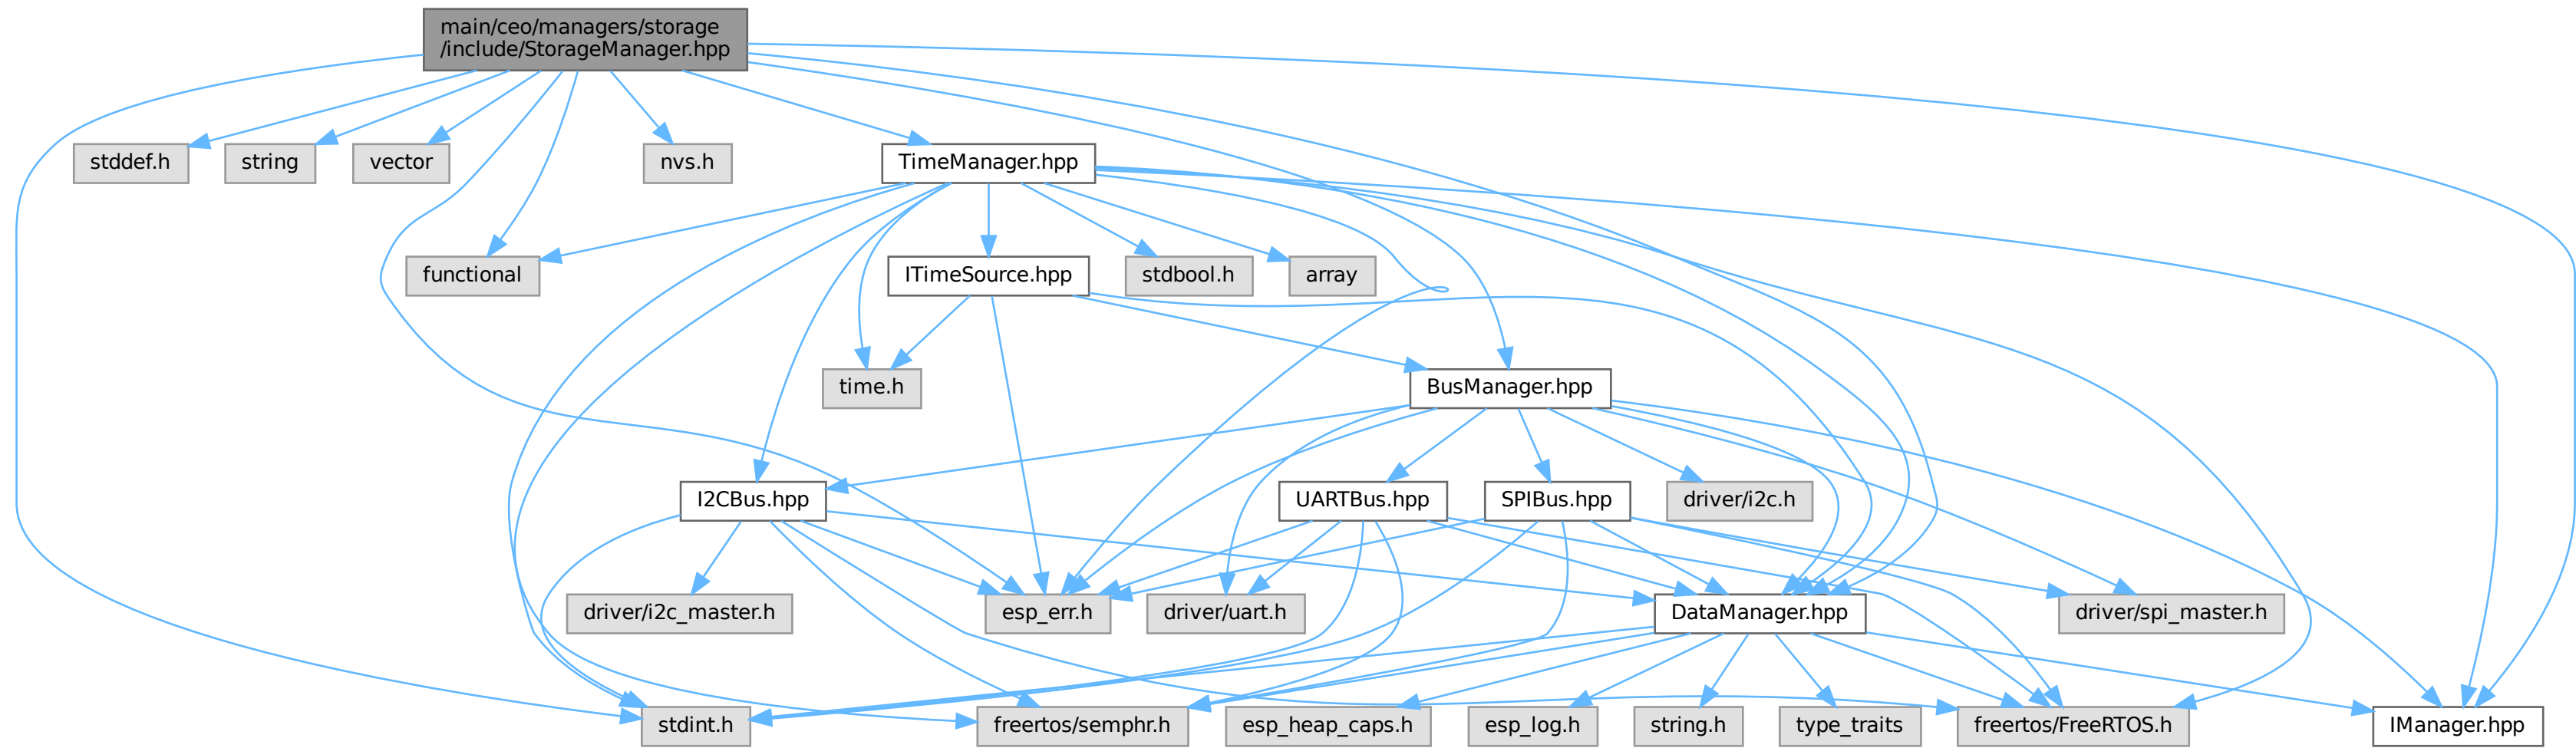 main/ceo/managers/storage
/include/StorageManager.hpp
stddef.h
string
vector
nvs.h
TimeManager.hpp
functional
ITimeSource.hpp
stdbool.h
array
time.h
BusManager.hpp
I2CBus.hpp
UARTBus.hpp
SPIBus.hpp
driver/i2c.h
driver/i2c_master.h
esp_err.h
driver/uart.h
DataManager.hpp
driver/spi_master.h
stdint.h
freertos/semphr.h
esp_heap_caps.h
esp_log.h
string.h
type_traits
freertos/FreeRTOS.h
IManager.hpp